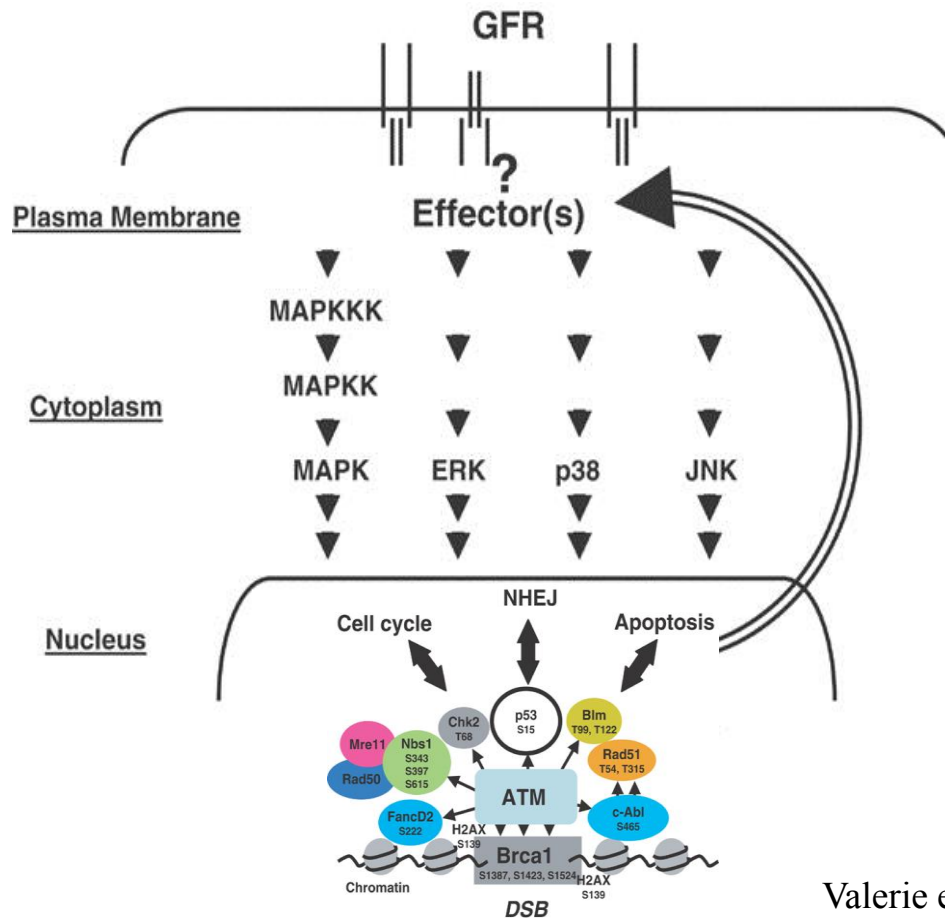 GFR
?
Plasma Membrane
Effector(s)
MAPKKK
MAPKK
Cytoplasm
MAPK ERK p38 JNK
NHEJ
Nucleus
Cell cycle
Apoptosis
Chk2
T68
p53
S15
Blm
T99, T122
Mre11
Rad50
Nbs1
S343
S397
S615
Rad51
T54, T315
ATM
FancD2
S222
c-Abl
S465
H2AX
S139
Brca1
S1387, S1423, S1524
H2AX
S139
Chromatin
DSB
Valerie e